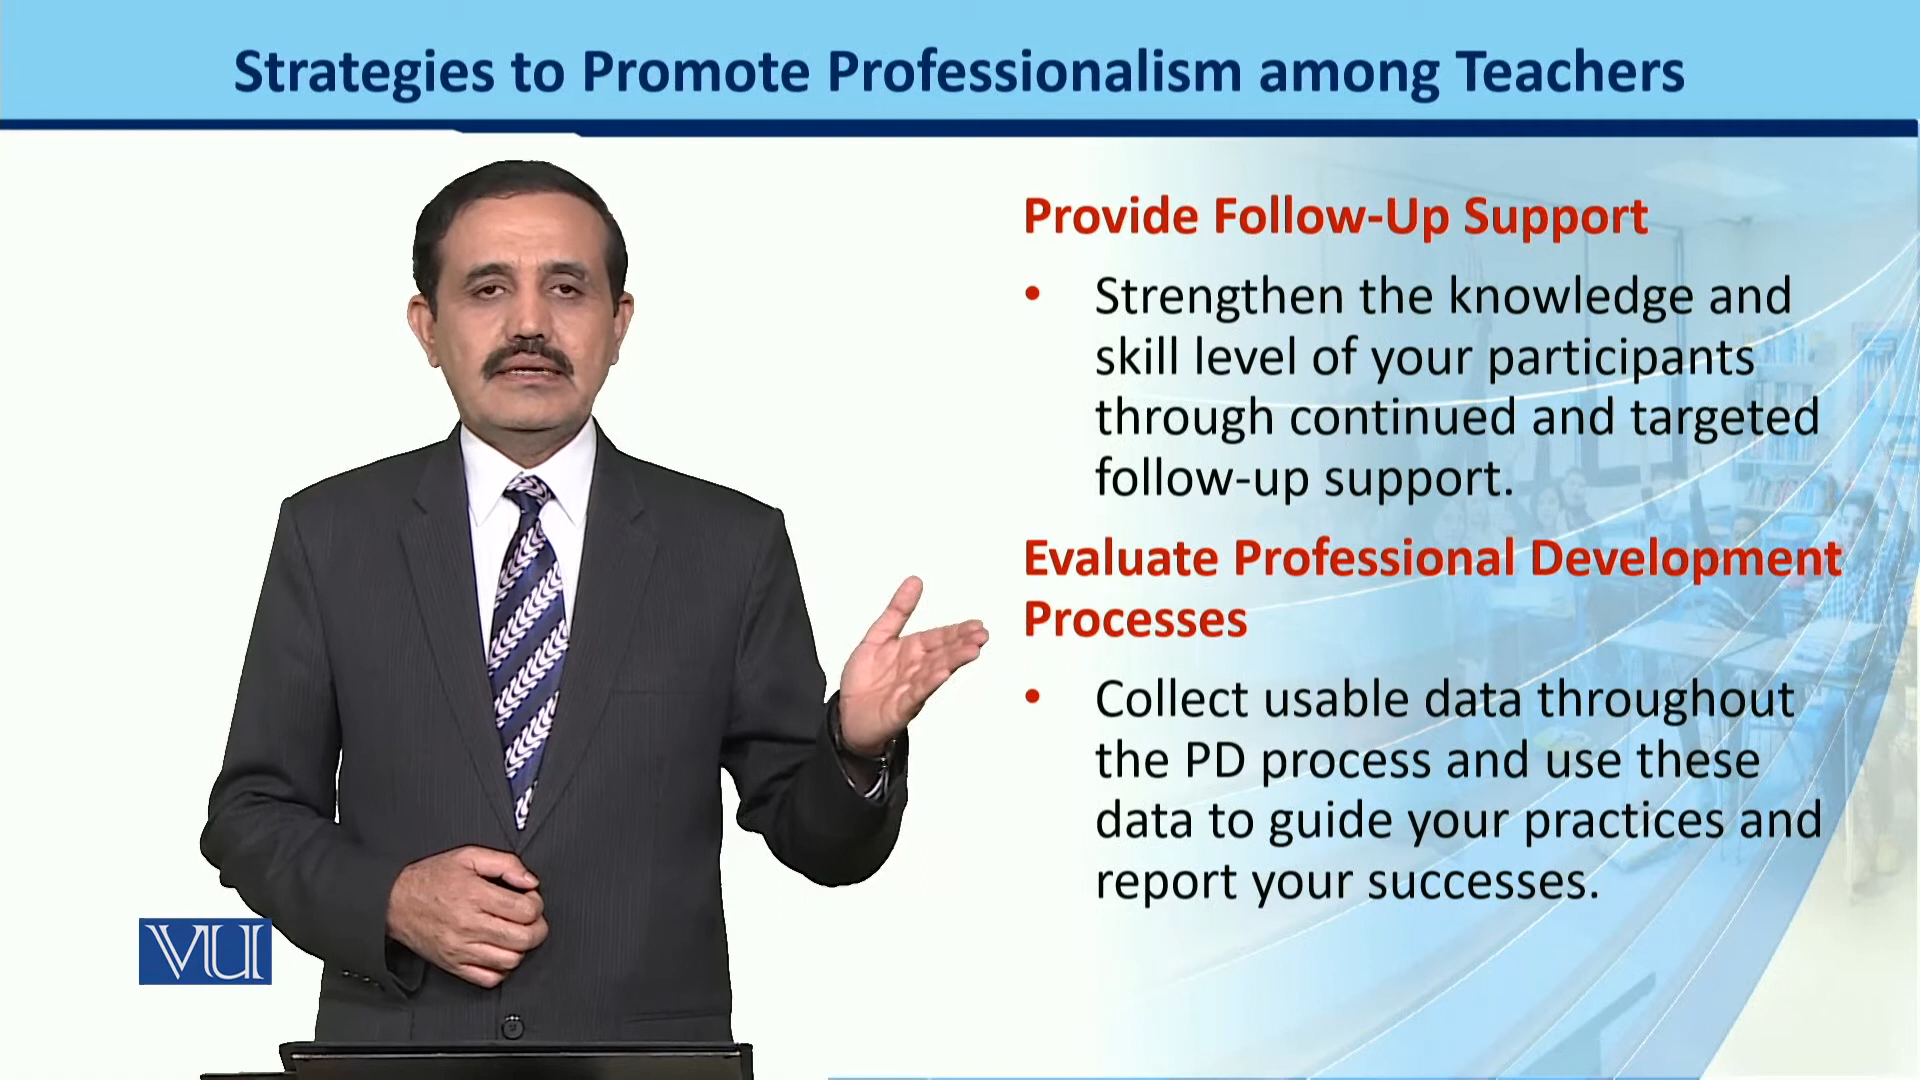 Strategies to Promote Professionalism among Teachers
Provide Follow-Up Support
• Strengthen the knowledge and
skill level of your participants
through continued and targeted
follow-up support.
Evaluate Professional Development
Processes
• Collect usable data throughout
the PD process and use these
data to guide your practices and
report your successes.
VU